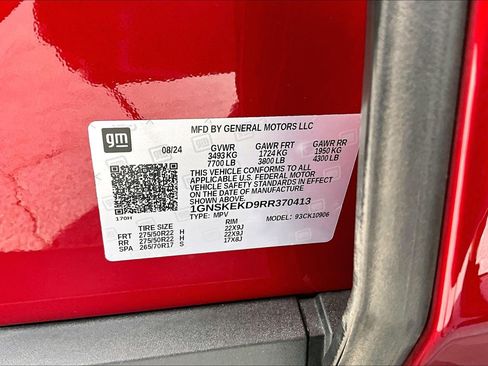 MFD BY GENERAL MOTORS LLC
gm
08/24 GVWR GAWR FRT GAWR RR
3493 KG 1724 KG 1950 KG
7700 LB 3800 LB 4300 LB
THIS VEHICLE CONFORMS TO ALL
APPLICABLE U.S. FEDERAL MOTOR
VEHICLE SAFETY STANDARDS IN EFFECT
ON THE DATE OF MANUFACTURE
SHOWN ABOVE.
1GNSKEKD9RR370413
170H TYPE: MPV MODEL: 93CK10906
TIRE SIZE RIM
FRT 275/50R22 H 22X9J
RR 275/50R22 H 22X9J
SPA 265/70R17 S 17X8J